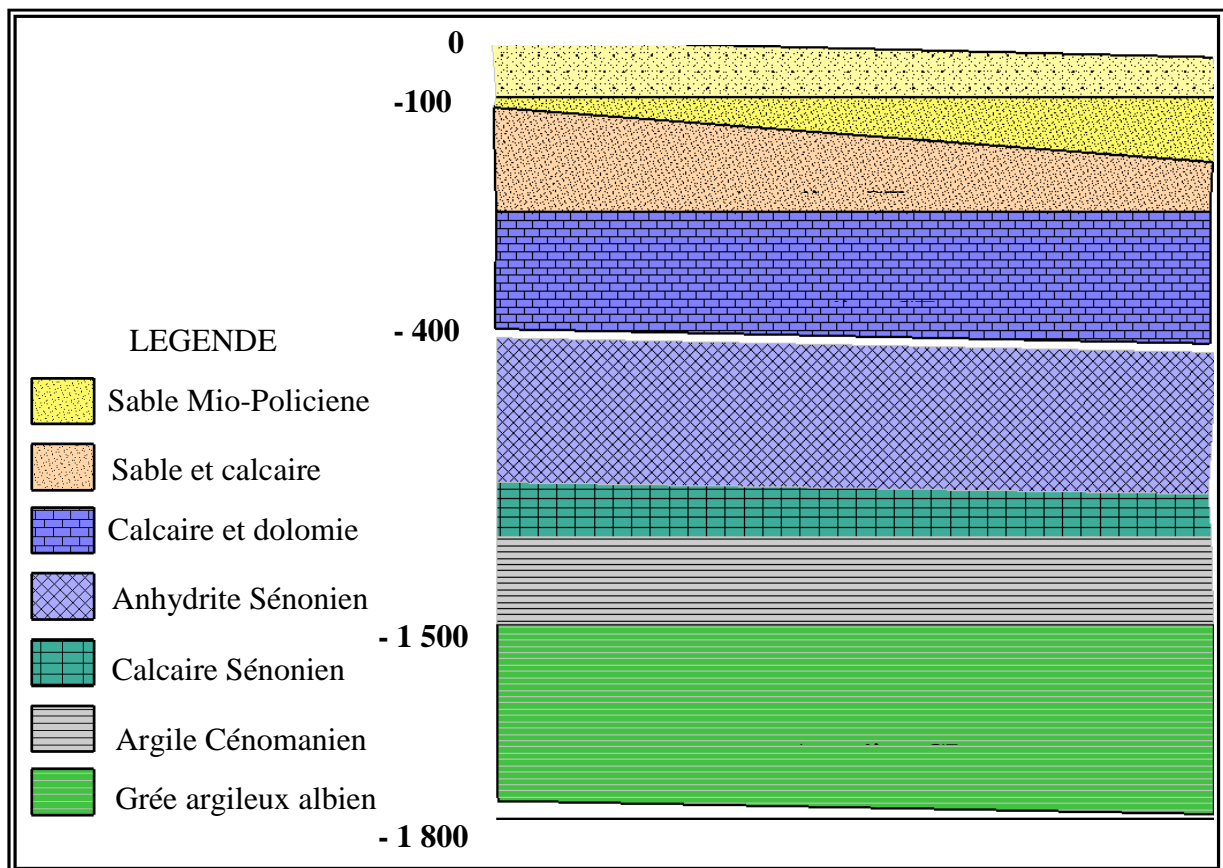 0
-100
- 400
- 1 500
- 1 800
LEGENDE
Sable Mio-Policiene
Sable et calcaire
Calcaire et dolomie
Anhydrite Sénonien
Calcaire Sénonien
Argile Cénomanien
Grée argileux albien